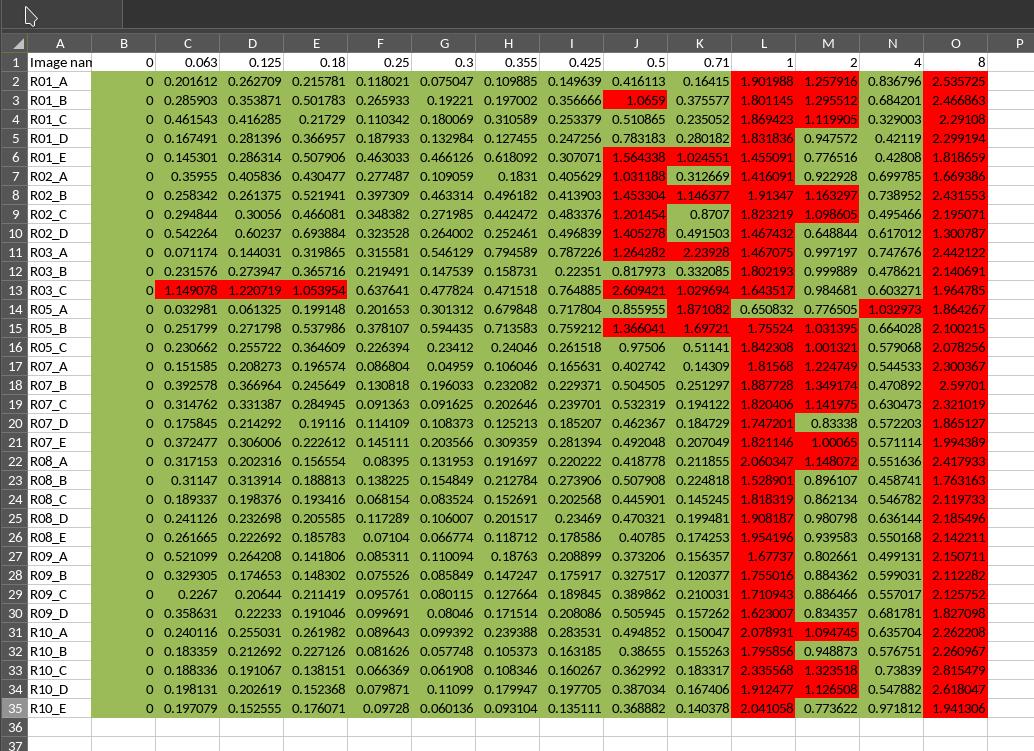 A B C D E F G H I J K L M N O P
1 Image nam 0 0.063 0.125 0.18 0.25 0.3 0.355 0.425 0.5 0.71 1 2 4 8
2 R01_A 0 0.201612 0.262709 0.215781 0.118021 0.075047 0.109885 0.149639 0.416113 0.16415 1.901988 1.257916 0.836796 2.535725
3 R01_B 0 0.285903 0.353871 0.501783 0.265933 0.19221 0.197002 0.356666 1.0659 0.375577 1.801145 1.295512 0.684201 2.466863
4 R01_C 0 0.461543 0.416285 0.21729 0.110342 0.180069 0.310589 0.253379 0.510865 0.235052 1.869423 1.119905 0.329003 2.29108
5 R01_D 0 0.167491 0.281396 0.366957 0.187933 0.132984 0.127455 0.247256 0.783183 0.280182 1.831836 0.947572 0.42119 2.299194
6 R01_E 0 0.145301 0.286314 0.507906 0.463033 0.466126 0.618092 0.307071 1.564338 1.024551 1.455091 0.776516 0.42808 1.818659
7 R02_A 0 0.35955 0.405836 0.430477 0.277487 0.109059 0.1831 0.405629 1.031188 0.312669 1.416091 0.922928 0.699785 1.669386
8 R02_B 0 0.258342 0.261375 0.521941 0.397309 0.463314 0.496182 0.413903 1.453304 1.146377 1.91347 1.163297 0.738952 2.431553
9 R02_C 0 0.294844 0.30056 0.466081 0.348382 0.271985 0.442472 0.483376 1.201454 0.8707 1.823219 1.098605 0.495466 2.195071
10 R02_D 0 0.542264 0.60237 0.693884 0.323528 0.264002 0.252461 0.496839 1.405278 0.491503 1.467432 0.648844 0.617012 1.300787
11 R03_A 0 0.071174 0.144031 0.319865 0.315581 0.546129 0.794589 0.787226 1.264282 2.23928 1.467075 0.997197 0.747676 2.442122
12 R03_B 0 0.231576 0.273947 0.365716 0.219491 0.147539 0.158731 0.22351 0.817973 0.332085 1.802193 0.999889 0.478621 2.140691
13 R03_C 0 1.149078 1.220719 1.053954 0.637641 0.477824 0.471518 0.764885 2.609421 1.029694 1.643517 0.984681 0.603271 1.964785
14 R05_A 0 0.032981 0.061325 0.199148 0.201653 0.301312 0.679848 0.717804 0.855955 1.871082 0.650832 0.776505 1.032973 1.864267
15 R05_B 0 0.251799 0.271798 0.537986 0.378107 0.594435 0.713583 0.759212 1.366041 1.69721 1.75524 1.031395 0.664028 2.100215
16 R05_C 0 0.230662 0.255722 0.364609 0.226394 0.23412 0.24046 0.261518 0.97506 0.51141 1.842308 1.001321 0.579068 2.078256
17 R07_A 0 0.151585 0.208273 0.196574 0.086804 0.04959 0.106046 0.165631 0.402742 0.14309 1.81568 1.224749 0.544533 2.300367
18 R07_B 0 0.392578 0.366964 0.245649 0.130818 0.196033 0.232082 0.229371 0.504505 0.251297 1.887728 1.349174 0.470892 2.59701
19 R07_C 0 0.314762 0.331387 0.284945 0.091363 0.091625 0.202646 0.239701 0.532319 0.194122 1.820406 1.141975 0.630473 2.321019
20 R07_D 0 0.175845 0.214292 0.19116 0.114109 0.108373 0.125213 0.185207 0.462367 0.184729 1.747201 0.83338 0.572203 1.865127
21 R07_E 0 0.372477 0.306006 0.222612 0.145111 0.203566 0.309359 0.281394 0.492048 0.207049 1.821146 1.00065 0.571114 1.994389
22 R08_A 0 0.317153 0.202316 0.156554 0.08395 0.131953 0.191697 0.220222 0.418778 0.211855 2.060347 1.148072 0.551636 2.417933
23 R08_B 0 0.31147 0.313914 0.188813 0.138225 0.154849 0.212784 0.273906 0.507908 0.224818 1.528901 0.896107 0.458741 1.763163
24 R08_C 0 0.189337 0.198376 0.193416 0.068154 0.083524 0.152691 0.202568 0.445901 0.145245 1.818319 0.862134 0.546782 2.119733
25 R08_D 0 0.241126 0.232698 0.205585 0.117289 0.106007 0.201517 0.23469 0.470321 0.199481 1.908187 0.980798 0.636144 2.185496
26 R08_E 0 0.261665 0.222692 0.185783 0.07104 0.066774 0.118712 0.178586 0.40785 0.174253 1.954196 0.939583 0.550168 2.142211
27 R09_A 0 0.521099 0.264208 0.141806 0.085311 0.110094 0.18763 0.208899 0.373206 0.156357 1.67737 0.802661 0.499131 2.150711
28 R09_B 0 0.329305 0.174653 0.148302 0.075526 0.085849 0.147247 0.175917 0.327517 0.120377 1.755016 0.884362 0.599031 2.112282
29 R09_C 0 0.2267 0.20644 0.211419 0.095761 0.080115 0.127664 0.189845 0.389862 0.210031 1.710943 0.886466 0.557017 2.125752
30 R09_D 0 0.358631 0.22233 0.191046 0.099691 0.08046 0.171514 0.208086 0.505945 0.157262 1.623007 0.834357 0.681781 1.827098
31 R10_A 0 0.240116 0.255031 0.261982 0.089643 0.099392 0.239388 0.283531 0.494852 0.150047 2.078931 1.094745 0.635704 2.262208
32 R10_B 0 0.183359 0.212692 0.227126 0.081626 0.057748 0.105373 0.163185 0.38655 0.155263 1.795856 0.948873 0.576751 2.260967
33 R10_C 0 0.188336 0.191067 0.138151 0.066369 0.061908 0.108346 0.160267 0.362992 0.183317 2.335568 1.323518 0.73839 2.815479
34 R10_D 0 0.198131 0.202619 0.152368 0.079871 0.11099 0.179947 0.197705 0.387034 0.167406 1.912477 1.126508 0.547882 2.618047
35 R10_E 0 0.197079 0.152555 0.176071 0.09728 0.060136 0.093104 0.135111 0.368882 0.140378 2.041058 0.773622 0.971812 1.941306
36
37